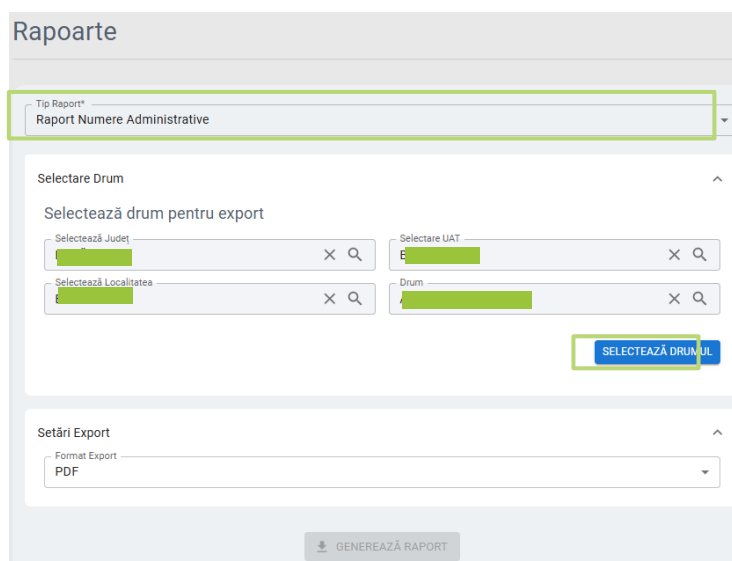 Rapoarte
Tip Raport*
Raport Numere Administrative
Selectare Drum
Selectează drum pentru export
Selectează Județ
Selectare UAT
Selectează Localitatea
Drum
SELECTEAZĂ DRUMUL
Setări Export
Format Export
PDF
GENEREAZĂ RAPORT